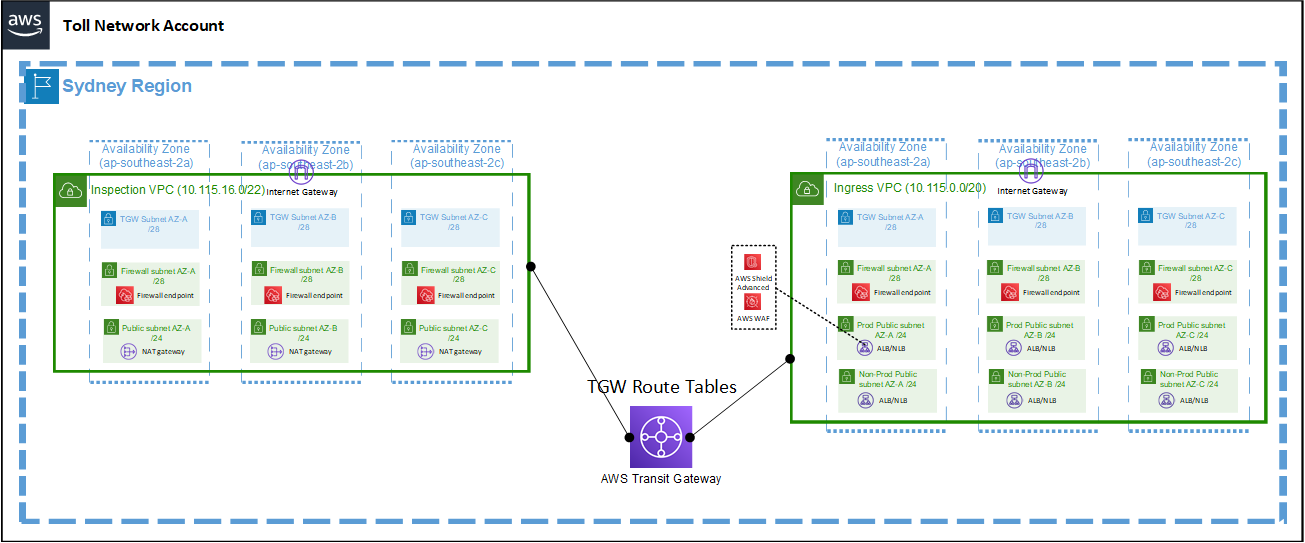 aws
Toll Network Account
Sydney Region
Availability Zone
(ap-southeast-2a)
Availability Zone
(ap-southeast-2b)
Availability Zone
(ap-southeast-2c)
Inspection VPC (10.115.16.0/22)
Internet Gateway
TGW Subnet AZ-A
/28
TGW Subnet AZ-B
/28
TGW Subnet AZ-C
/28
Firewall subnet AZ-A
/28
Firewall endpoint
Firewall subnet AZ-B
/28
Firewall endpoint
Firewall subnet AZ-C
/28
Firewall endpoint
Public subnet AZ-A
/24
NAT gateway
Public subnet AZ-B
/24
NAT gateway
Public subnet AZ-C
/24
NAT gateway
AWS Shield
Advanced
AWS WAF
TGW Route Tables
AWS Transit Gateway
Availability Zone
(ap-southeast-2a)
Availability Zone
(ap-southeast-2b)
Availability Zone
(ap-southeast-2c)
Ingress VPC (10.115.0.0/20)
Internet Gateway
TGW Subnet AZ-A
/28
TGW Subnet AZ-B
/28
TGW Subnet AZ-C
/28
Firewall subnet AZ-A
/28
Firewall endpoint
Firewall subnet AZ-B
/28
Firewall endpoint
Firewall subnet AZ-C
/28
Firewall endpoint
Prod Public subnet
AZ-A /24
ALB/NLB
Prod Public subnet
AZ-B /24
ALB/NLB
Prod Public subnet
AZ-C /24
ALB/NLB
Non-Prod Public
subnet AZ-A /24
ALB/NLB
Non-Prod Public
subnet AZ-B /24
ALB/NLB
Non-Prod Public
subnet AZ-C /24
ALB/NLB